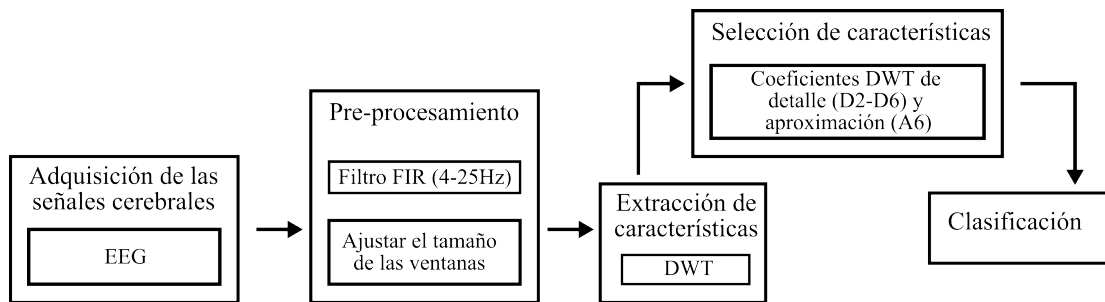 Adquisición de las
señales cerebrales
EEG
Pre-procesamiento
Filtro FIR (4-25Hz)
Ajustar el tamaño
de las ventanas
Extracción de
características
DWT
Selección de características
Coeficientes DWT de
detalle (D2-D6) y
aproximación (A6)
Clasificación